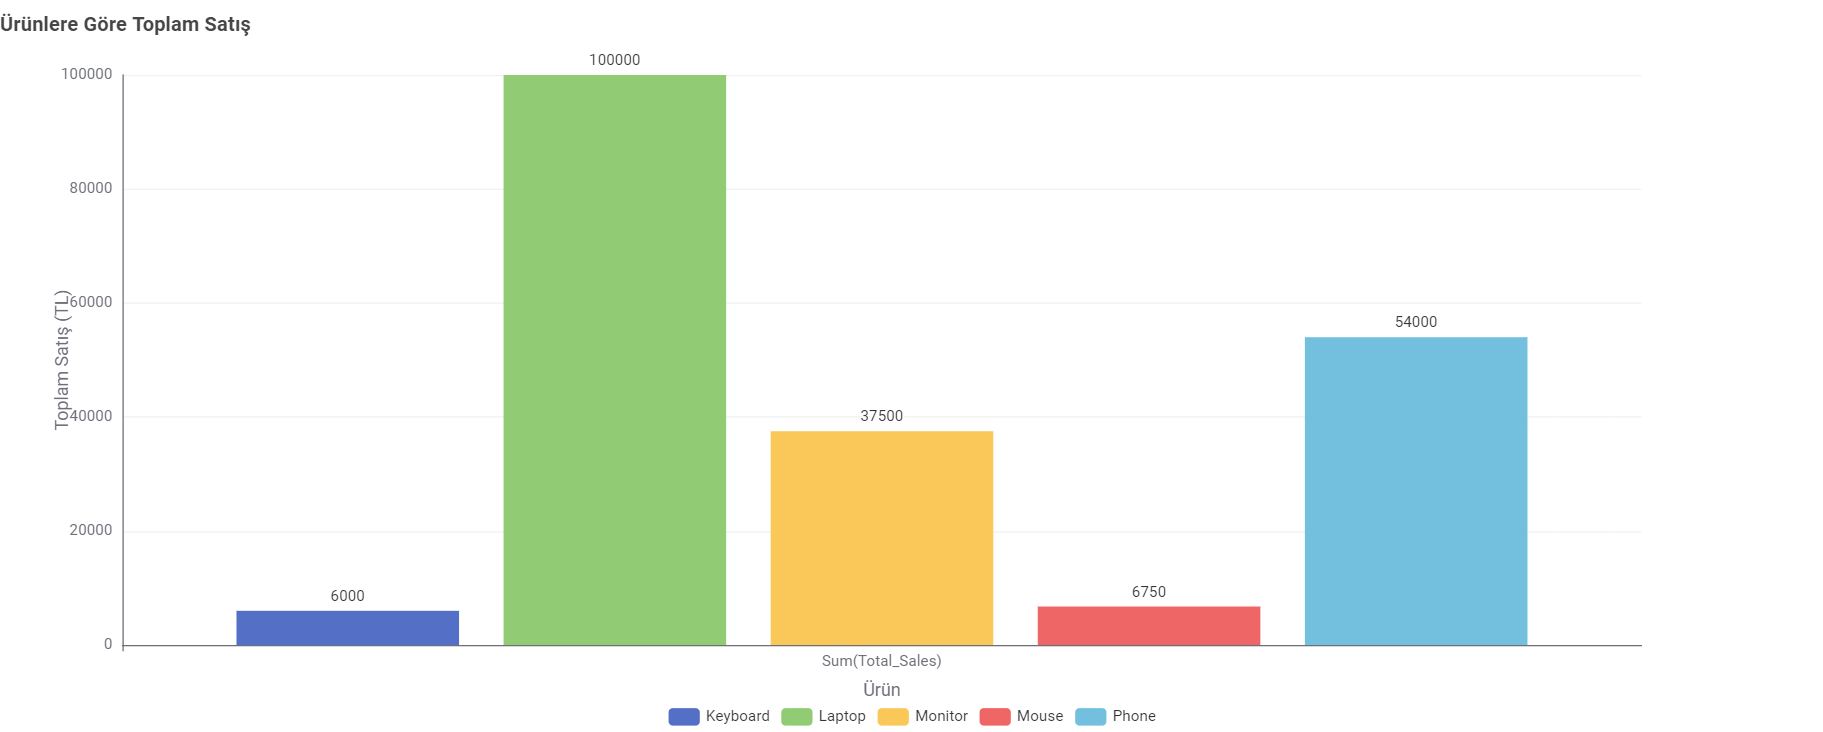 Ürünlere Göre Toplam Satış
100000
100000
80000
60000
54000
Toplam Satış (TL)
40000
37500
20000
6000
6750
0
Sum(Total_Sales)
Ürün
Keyboard Laptop Monitor Mouse Phone